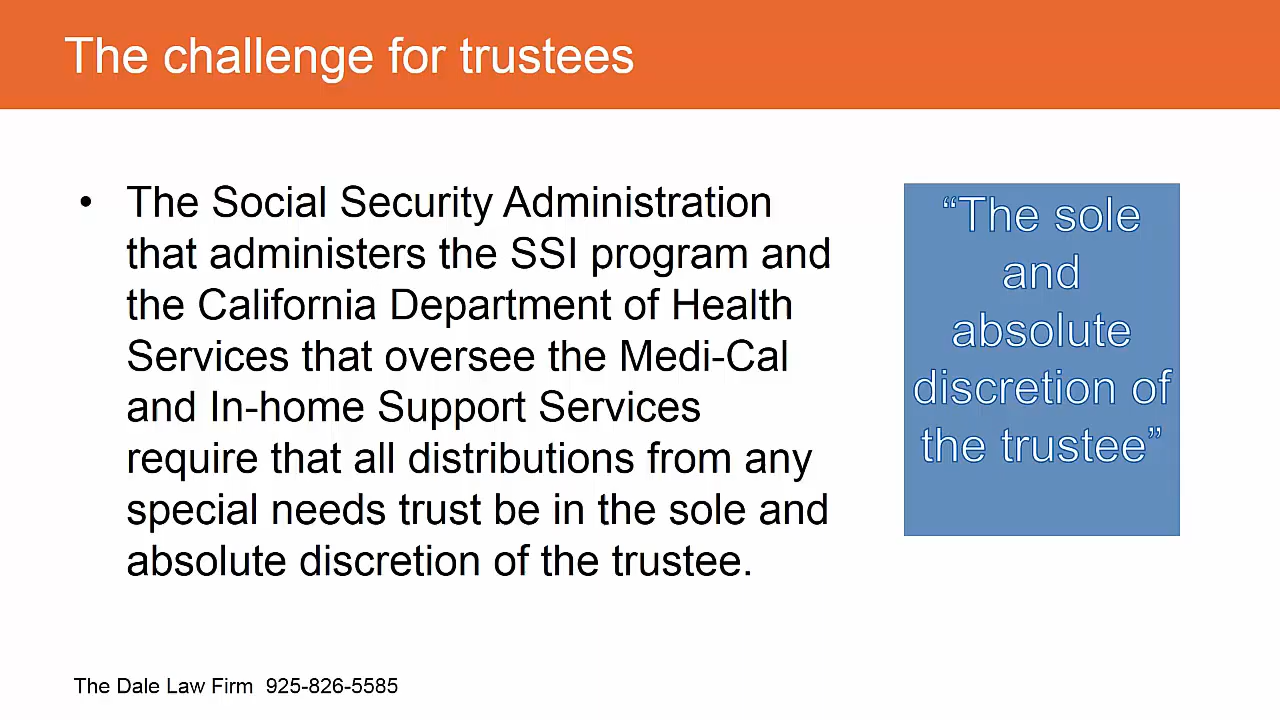 The challenge for trustees
• The Social Security Administration
that administers the SSI program and
the California Department of Health
Services that oversee the Medi-Cal
and In-home Support Services
require that all distributions from any
special needs trust be in the sole and
absolute discretion of the trustee.
“The sole
and
absolute
discretion of
the trustee”
The Dale Law Firm 925-826-5585